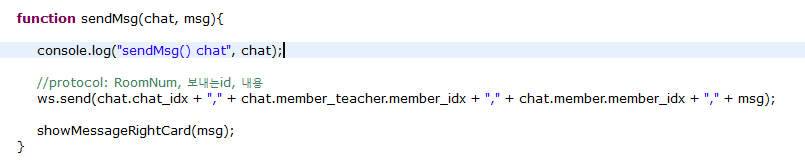 function sendMsg(chat, msg){
console.log("sendMsg() chat", chat);
//protocol: RoomNum, 보내는id, 내용
ws.send(chat.chat_idx + "," + chat.member_teacher.member_idx + "," + chat.member.member_idx + "," + msg);
showMessageRightCard(msg);
}